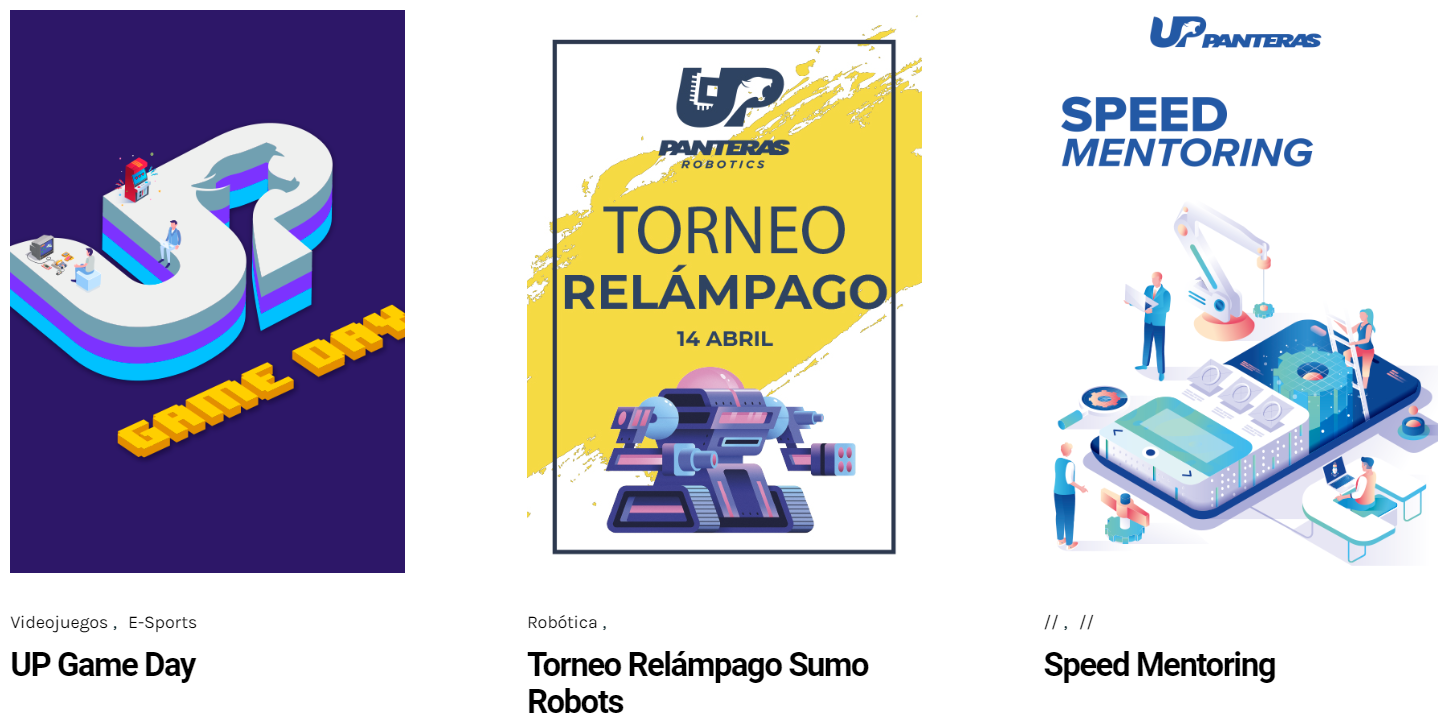 GAME DAY
Videojuegos , E-Sports
UP Game Day
UP
PANTERAS
ROBOTICS
TORNEO
RELÁMPAGO
14 ABRIL
Robótica ,
Torneo Relámpago Sumo
Robots
UP PANTERAS
SPEED
MENTORING
// , //
Speed Mentoring